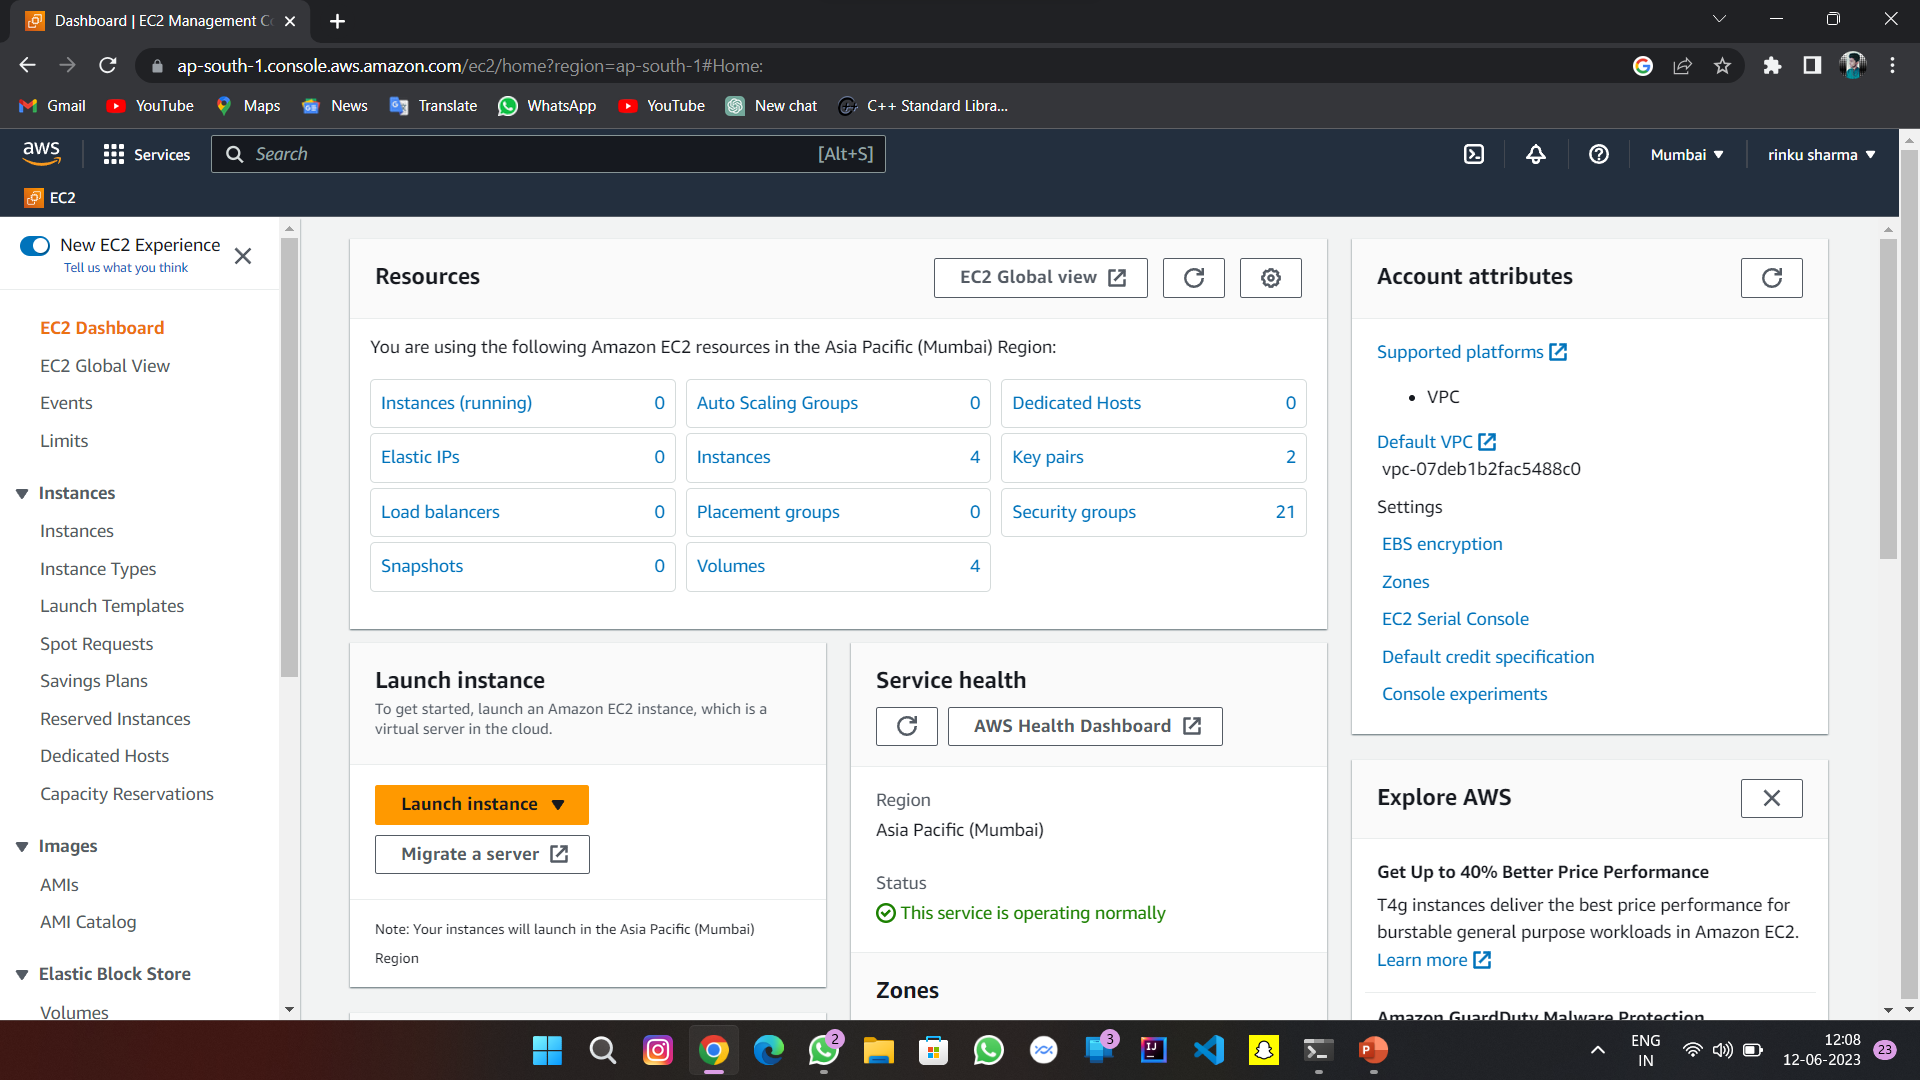 Dashboard | EC2 Management Co
ap-south-1.console.aws.amazon.com/ec2/home?region=ap-south-1#Home:
Gmail YouTube Maps News Translate WhatsApp YouTube New chat C++ Standard Libra...
aws Services Search [Alt+S] Mumbai rinku sharma
EC2
New EC2 Experience
Tell us what you think
EC2 Dashboard
EC2 Global View
Events
Limits
Instances
Instances
Instance Types
Launch Templates
Spot Requests
Savings Plans
Reserved Instances
Dedicated Hosts
Capacity Reservations
Images
AMIs
AMI Catalog
Elastic Block Store
Volumes
Resources
EC2 Global view
You are using the following Amazon EC2 resources in the Asia Pacific (Mumbai) Region:
Instances (running) 0 Auto Scaling Groups 0 Dedicated Hosts 0
Elastic IPs 0 Instances 4 Key pairs 2
Load balancers 0 Placement groups 0 Security groups 21
Snapshots 0 Volumes 4
Launch instance
To get started, launch an Amazon EC2 instance, which is a
virtual server in the cloud.
Launch instance
Migrate a server
Note: Your instances will launch in the Asia Pacific (Mumbai)
Region
Service health
AWS Health Dashboard
Region
Asia Pacific (Mumbai)
Status
This service is operating normally
Zones
Account attributes
Supported platforms
• VPC
Default VPC
vpc-07deb1b2fac5488c0
Settings
EBS encryption
Zones
EC2 Serial Console
Default credit specification
Console experiments
Explore AWS
Get Up to 40% Better Price Performance
T4g instances deliver the best price performance for
burstable general purpose workloads in Amazon EC2.
Learn more
Amazon GuardDuty Malware Protection
2
3
IJ
P
ENG
IN
12:08
12-06-2023
23